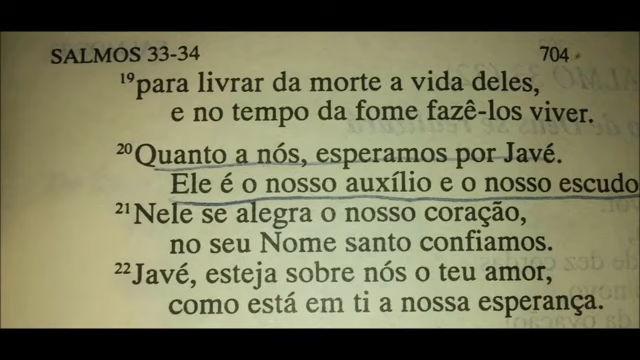 SALMOS 33-34 704
19para livrar da morte a vida deles,
e no tempo da fome fazê-los viver.
20Quanto a nós, esperamos por Javé.
Ele é o nosso auxílio e o nosso escudo
21Nele se alegra o nosso coração,
no seu Nome santo confiamos.
22Javé, esteja sobre nós o teu amor,
como está em ti a nossa esperança.